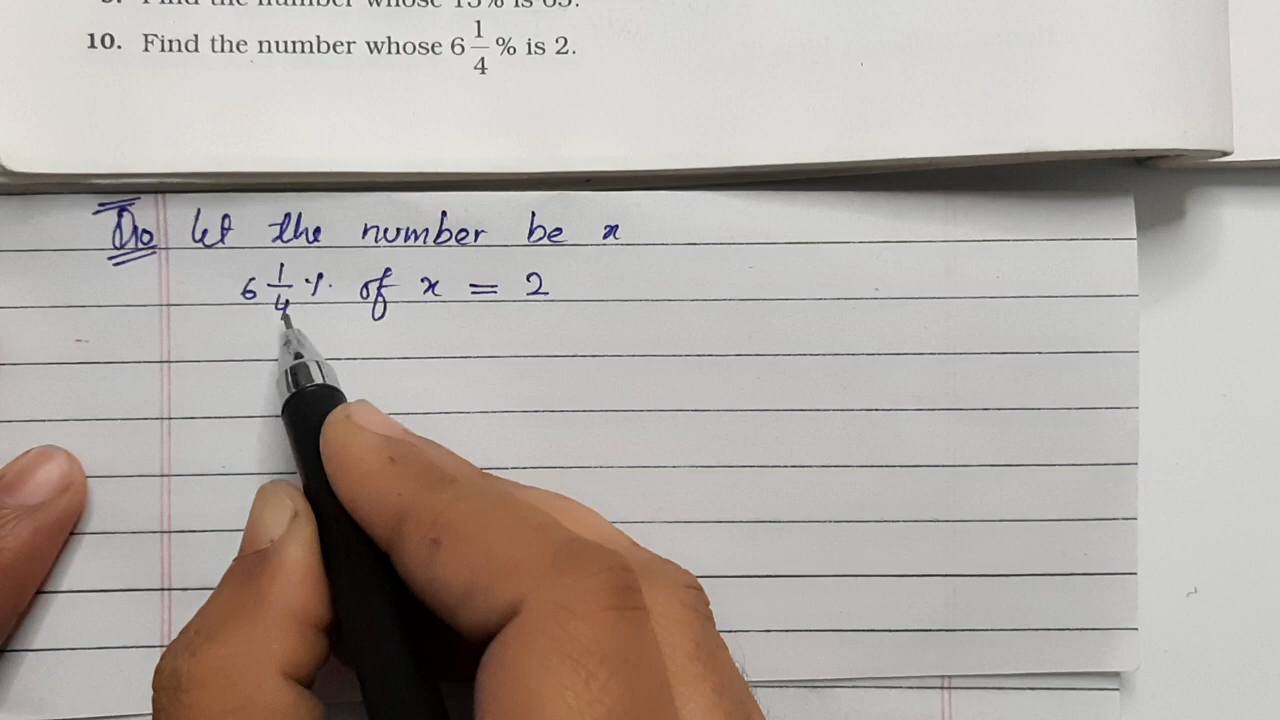 10. Find the number whose 6 1/4 % is 2.
let the number be x
6 1/4 % of x = 2